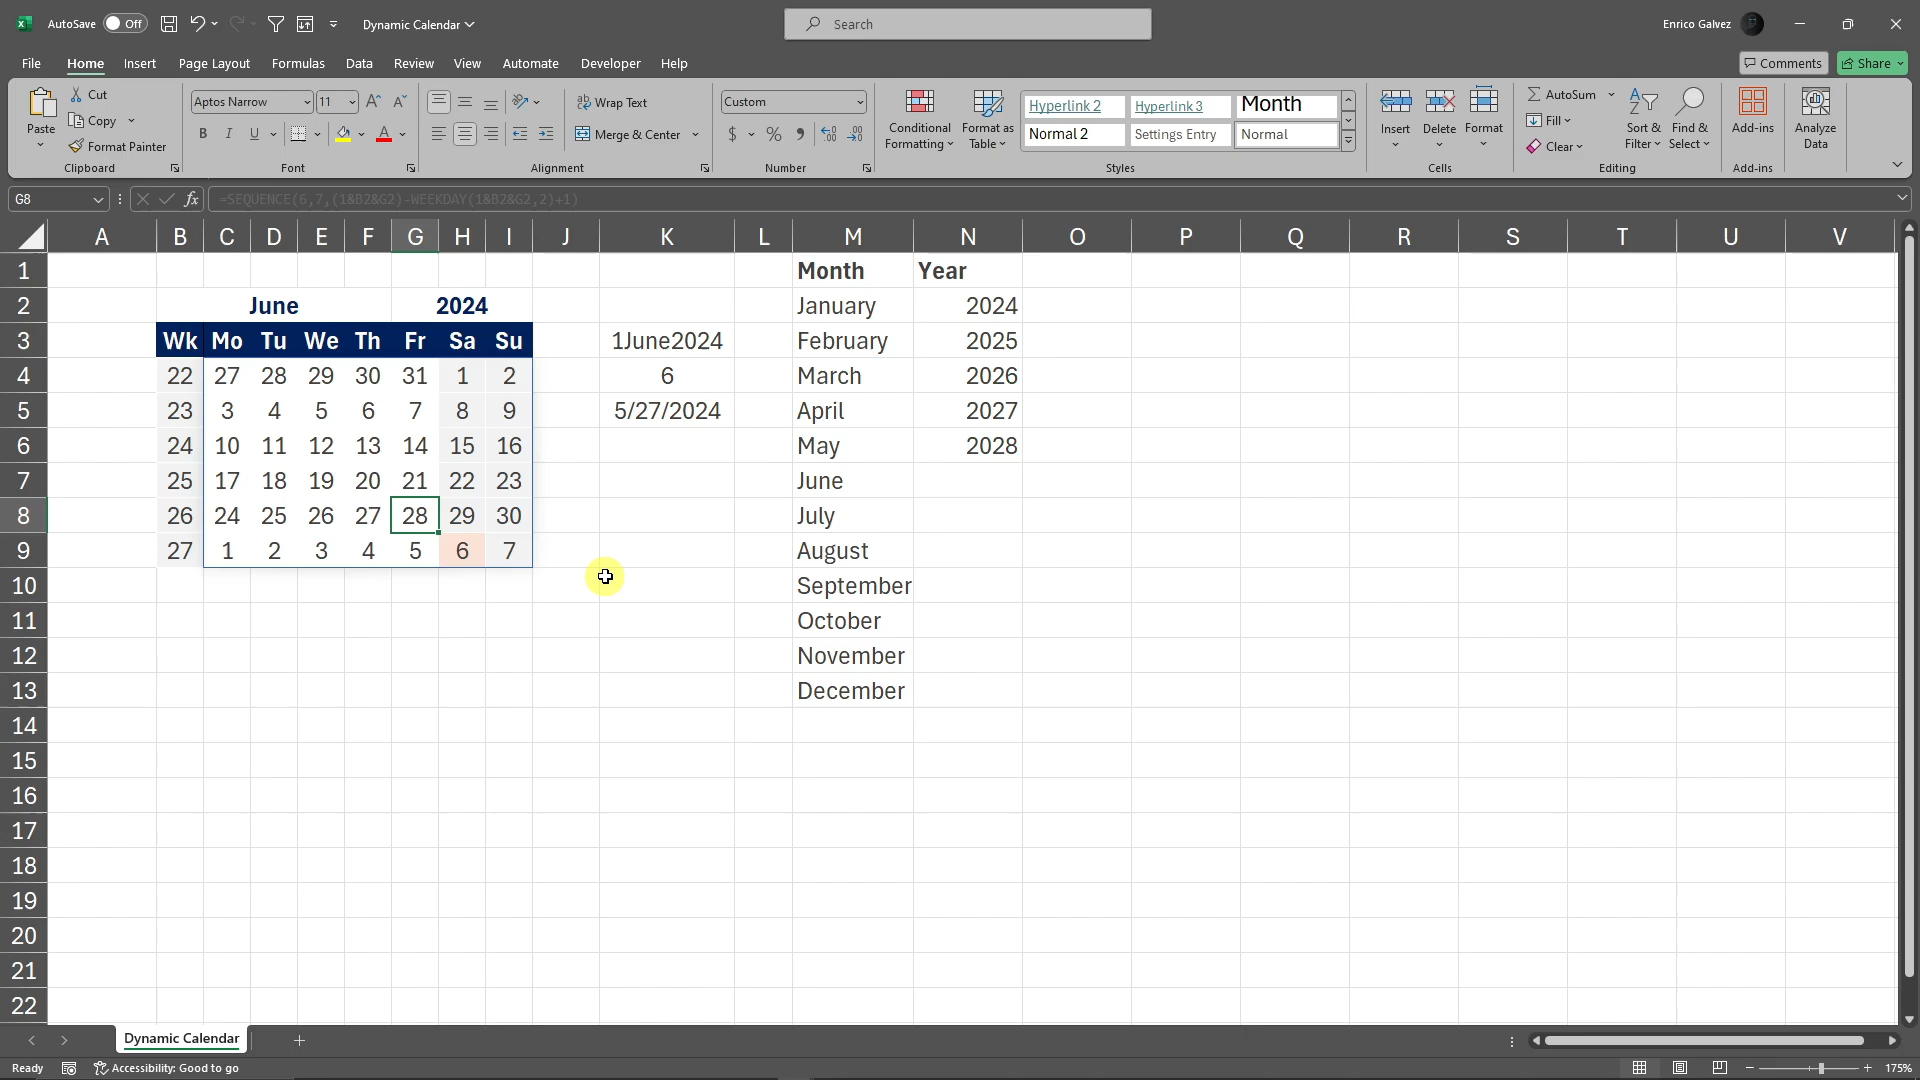 AutoSave Off Dynamic Calendar Search Enrico Galvez
File Home Insert Page Layout Formulas Data Review View Automate Developer Help Comments Share
Paste Cut Copy Format Painter Clipboard
Aptos Narrow 11 B I U A Font
Wrap Text Merge & Center Alignment
Custom $ % , Number
Conditional Formatting Format as Table Hyperlink 2 Hyperlink 3 Month Normal 2 Settings Entry Normal Styles
Insert Delete Format Cells
AutoSum Fill Clear Sort & Filter Find & Select Editing
Add-ins Add-ins Analyze Data
G8 fx =SEQUENCE(6,7,(1&B2&G2)-WEEKDAY(1&B2&G2,2)+1)
A B C D E F G H I J K L M N O P Q R S T U V
1 Month Year
2 June 2024 January 2024
3 Wk Mo Tu We Th Fr Sa Su 1June2024 February 2025
4 22 27 28 29 30 31 1 2 6 March 2026
5 23 3 4 5 6 7 8 9 5/27/2024 April 2027
6 24 10 11 12 13 14 15 16 May 2028
7 25 17 18 19 20 21 22 23 June
8 26 24 25 26 27 28 29 30 July
9 27 1 2 3 4 5 6 7 August
10 September
11 October
12 November
13 December
14
15
16
17
18
19
20
21
22
Dynamic Calendar
Ready Accessibility: Good to go 175%